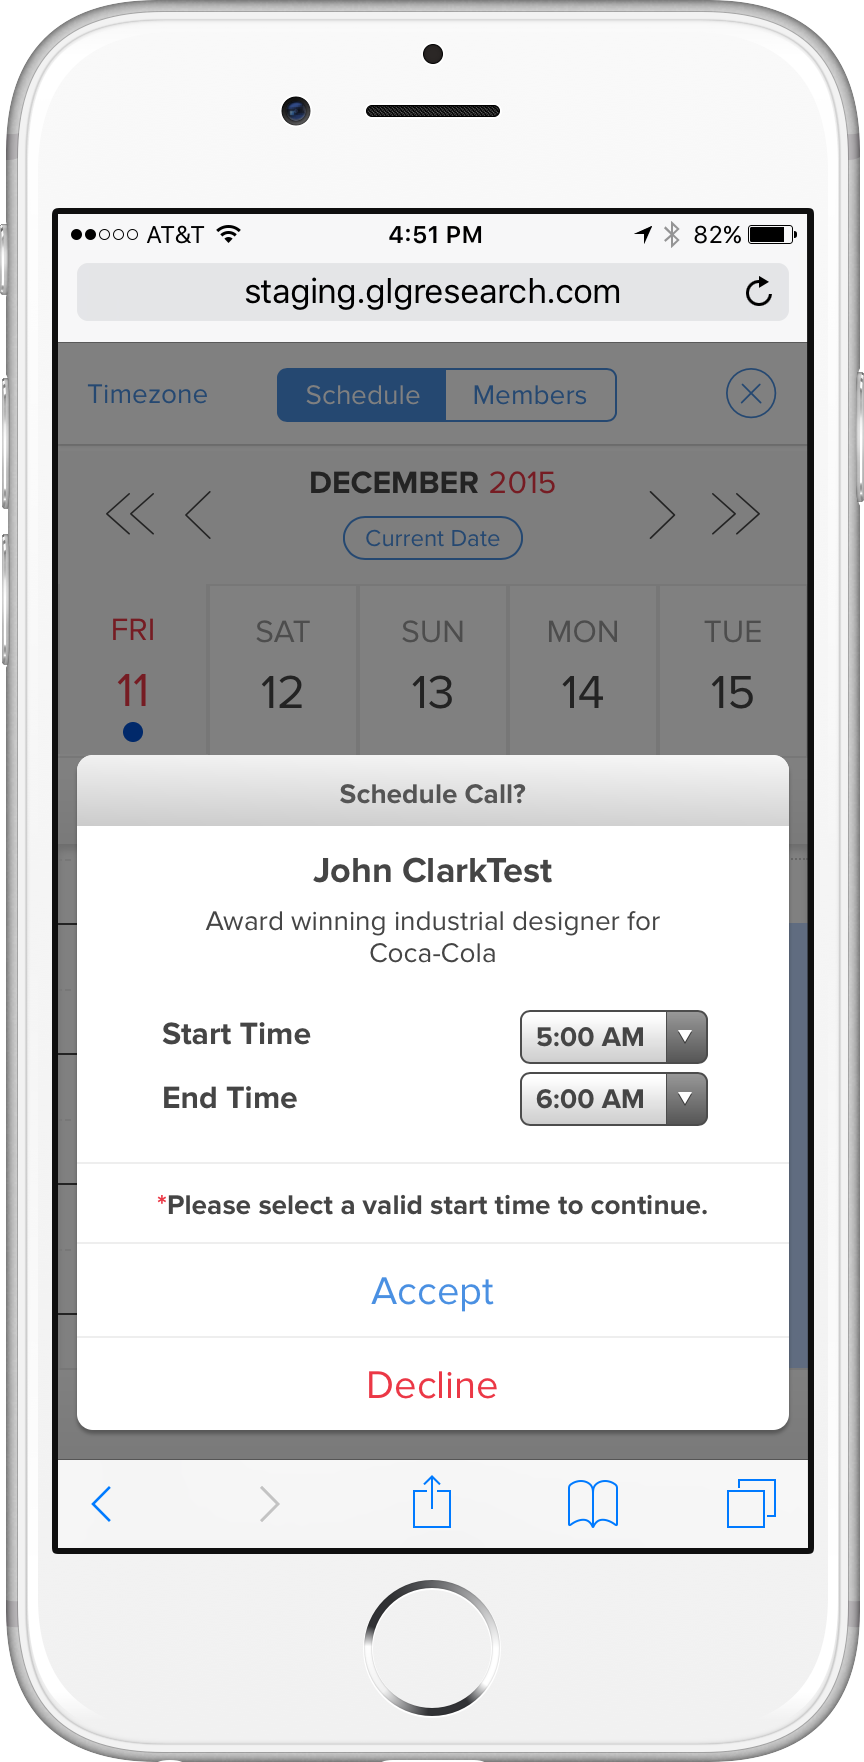 AT&T 4:51 PM 82%
staging.glgresearch.com
Timezone Schedule Members
DECEMBER 2015
Current Date
FRI SAT SUN MON TUE
11 12 13 14 15
Schedule Call?
John ClarkTest
Award winning industrial designer for
Coca-Cola
Start Time 5:00 AM
End Time 6:00 AM
*Please select a valid start time to continue.
Accept
Decline